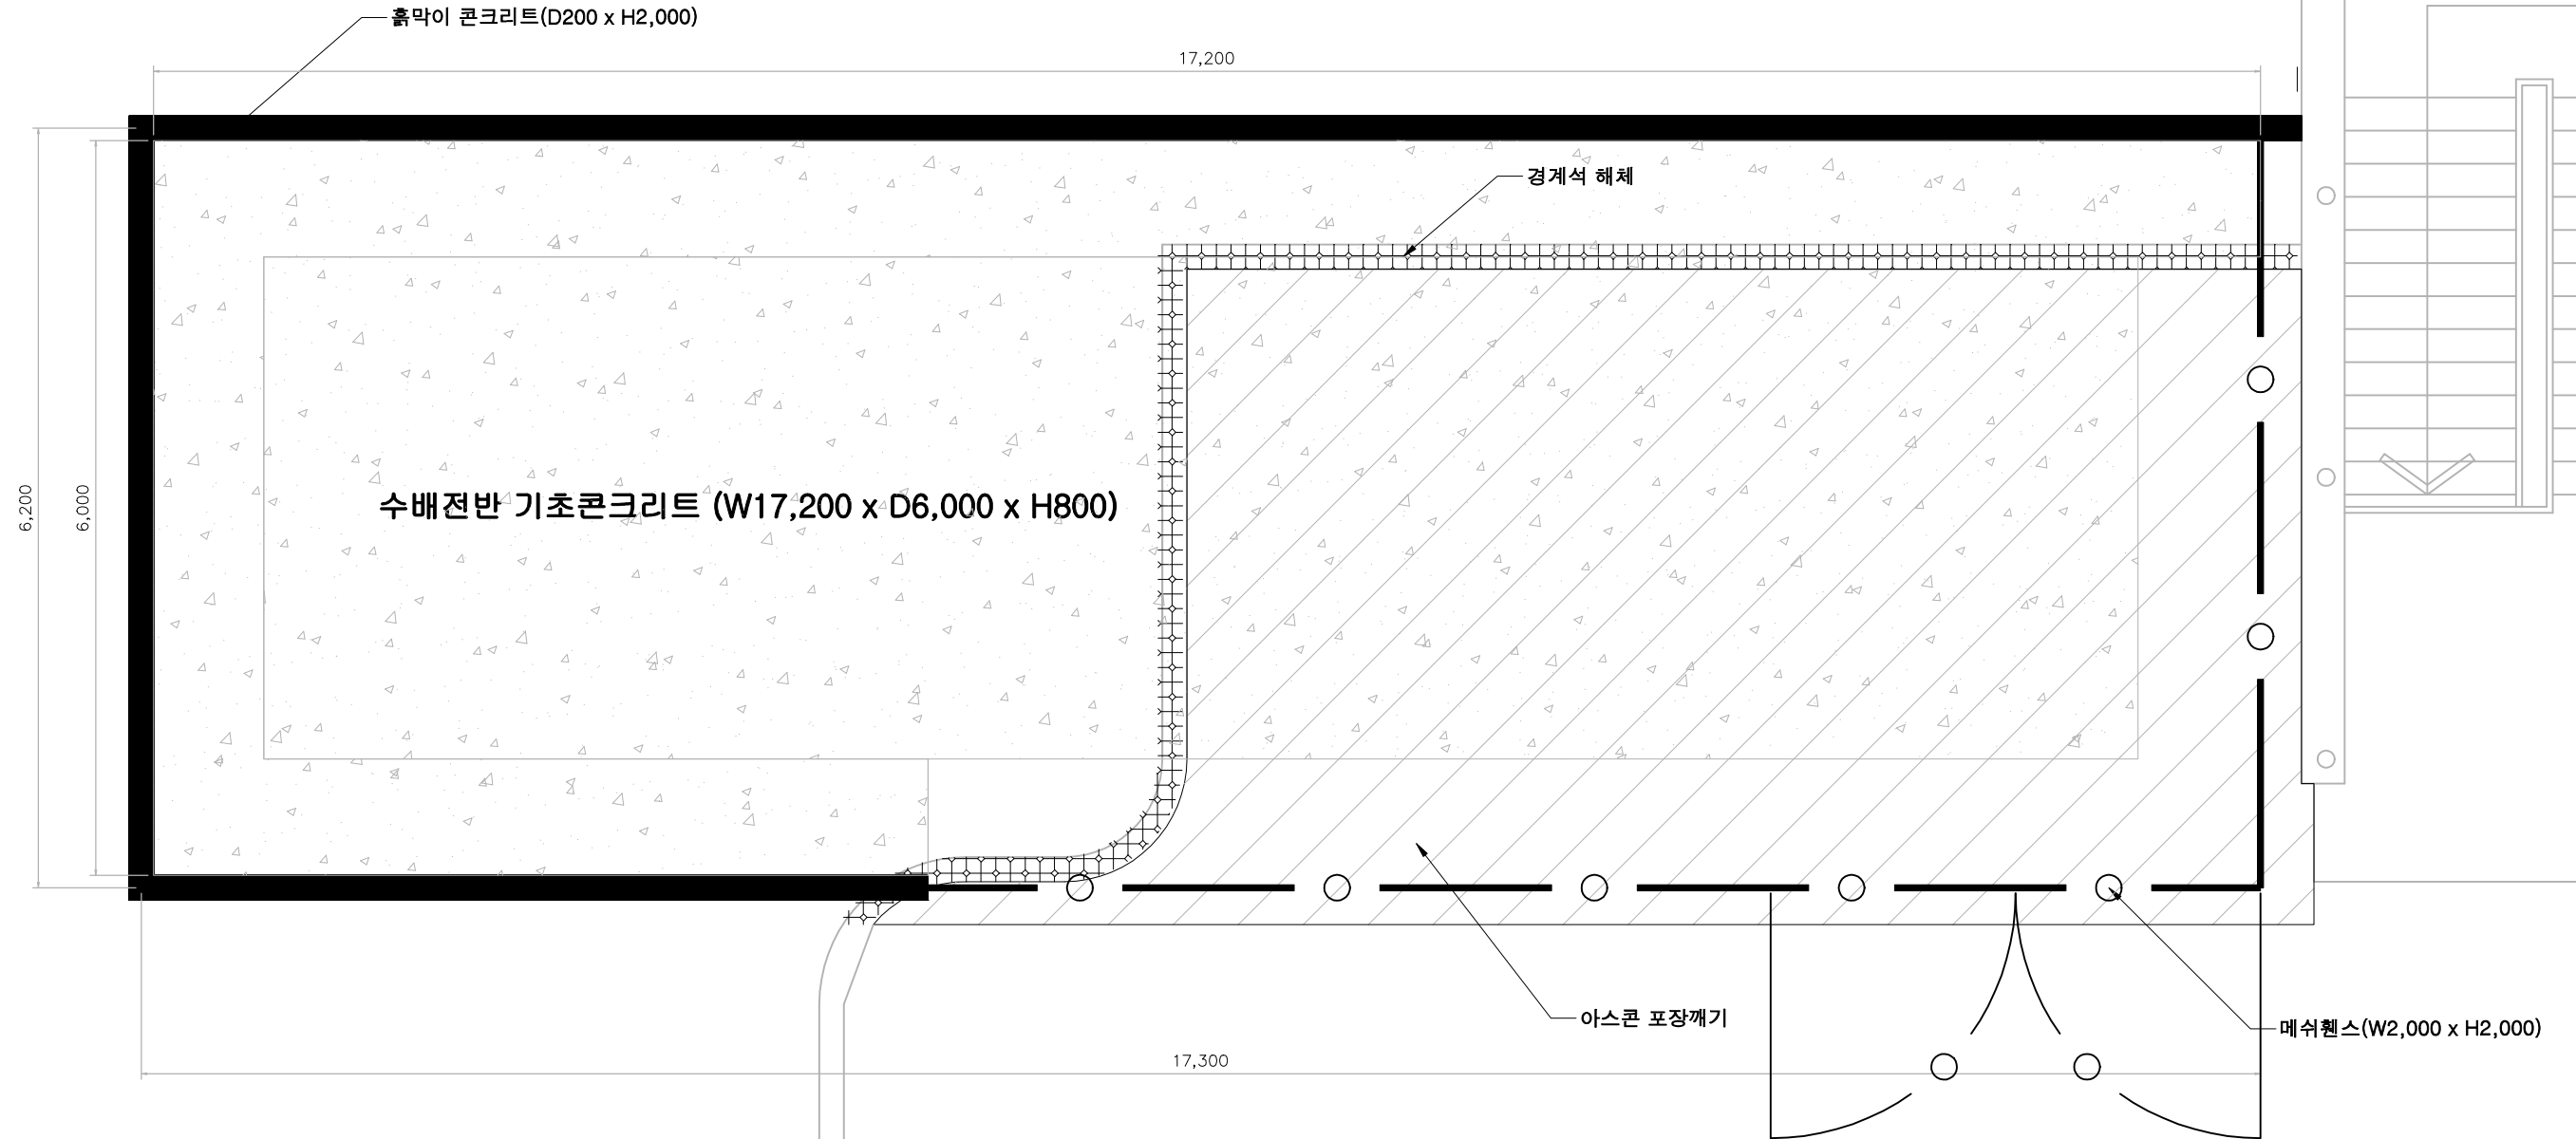 흙막이 콘크리트(D200 x H2,000)
17,200
경계석 해체
6,200
6,000
수배전반 기초콘크리트 (W17,200 x D6,000 x H800)
아스콘 포장깨기
메쉬휀스(W2,000 x H2,000)
17,300